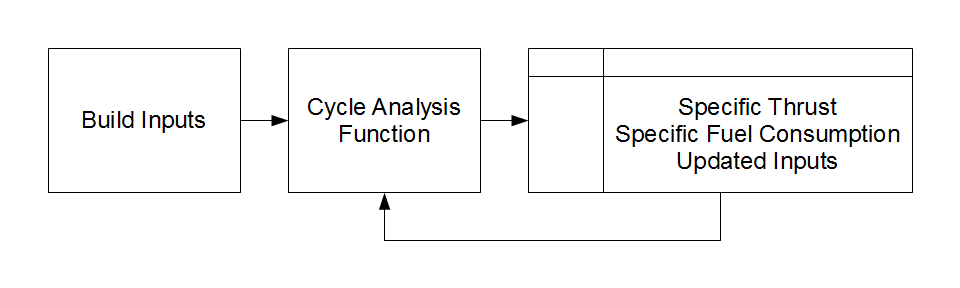 Build Inputs
Cycle Analysis
Function
Specific Thrust
Specific Fuel Consumption
Updated Inputs